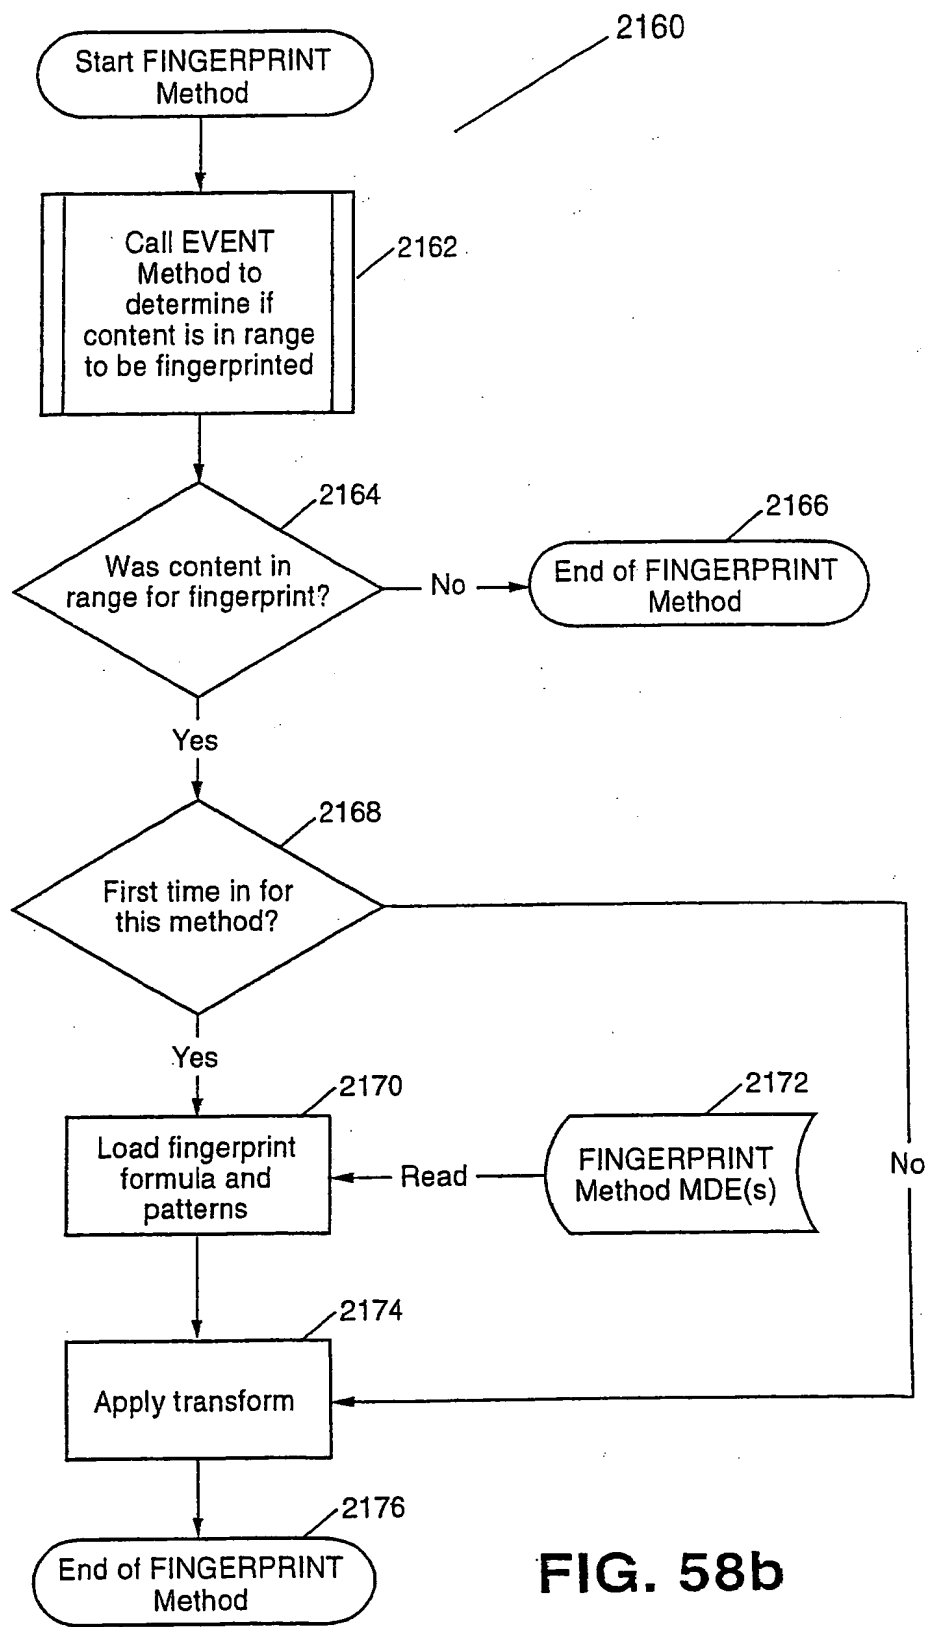 2160
Start FINGERPRINT
Method
Call EVENT
Method to
determine if
content is in range
to be fingerprinted
2162
2164
Was content in
range for fingerprint?
No
2166
End of FINGERPRINT
Method
Yes
2168
First time in for
this method?
Yes
2170
Load fingerprint
formula and
patterns
Read
2172
FINGERPRINT
Method MDE(s)
No
2174
Apply transform
2176
End of FINGERPRINT
Method
FIG. 58b